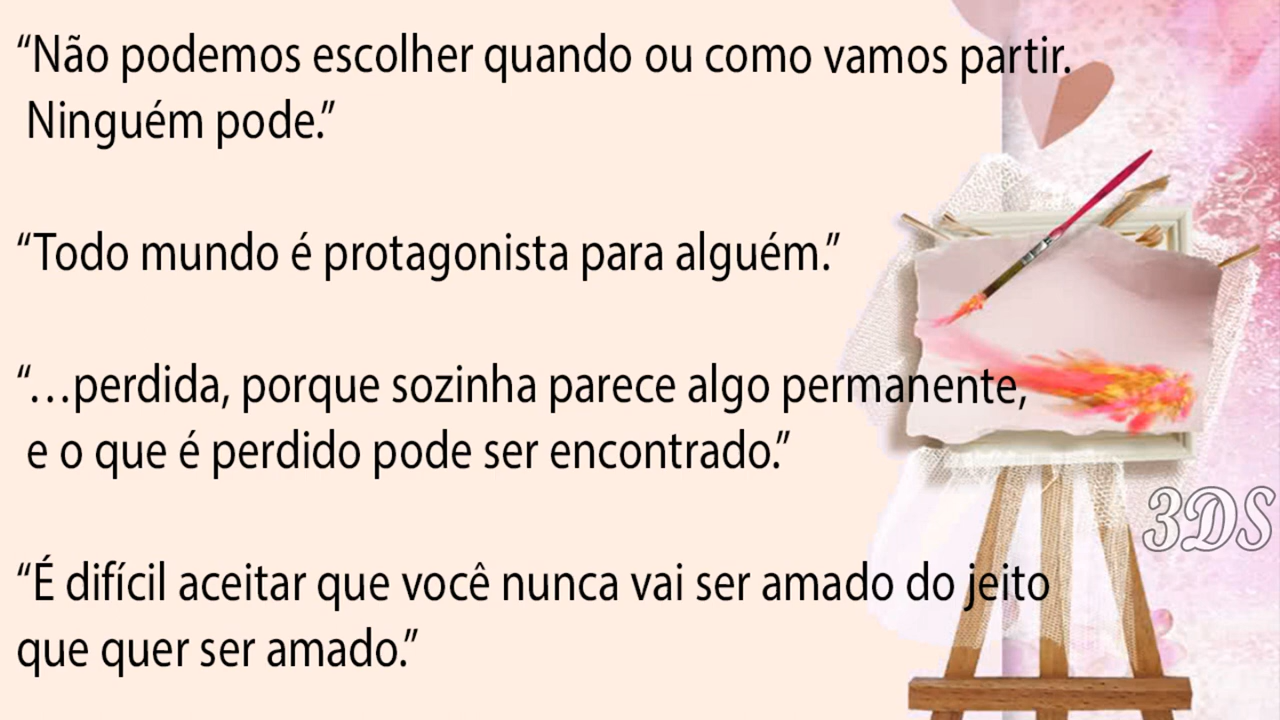 “Não podemos escolher quando ou como vamos partir.
Ninguém pode.”
“Todo mundo é protagonista para alguém.”
“...perdida, porque sozinha parece algo permanente,
e o que é perdido pode ser encontrado.”
“É difícil aceitar que você nunca vai ser amado do jeito
que quer ser amado.”
3DS